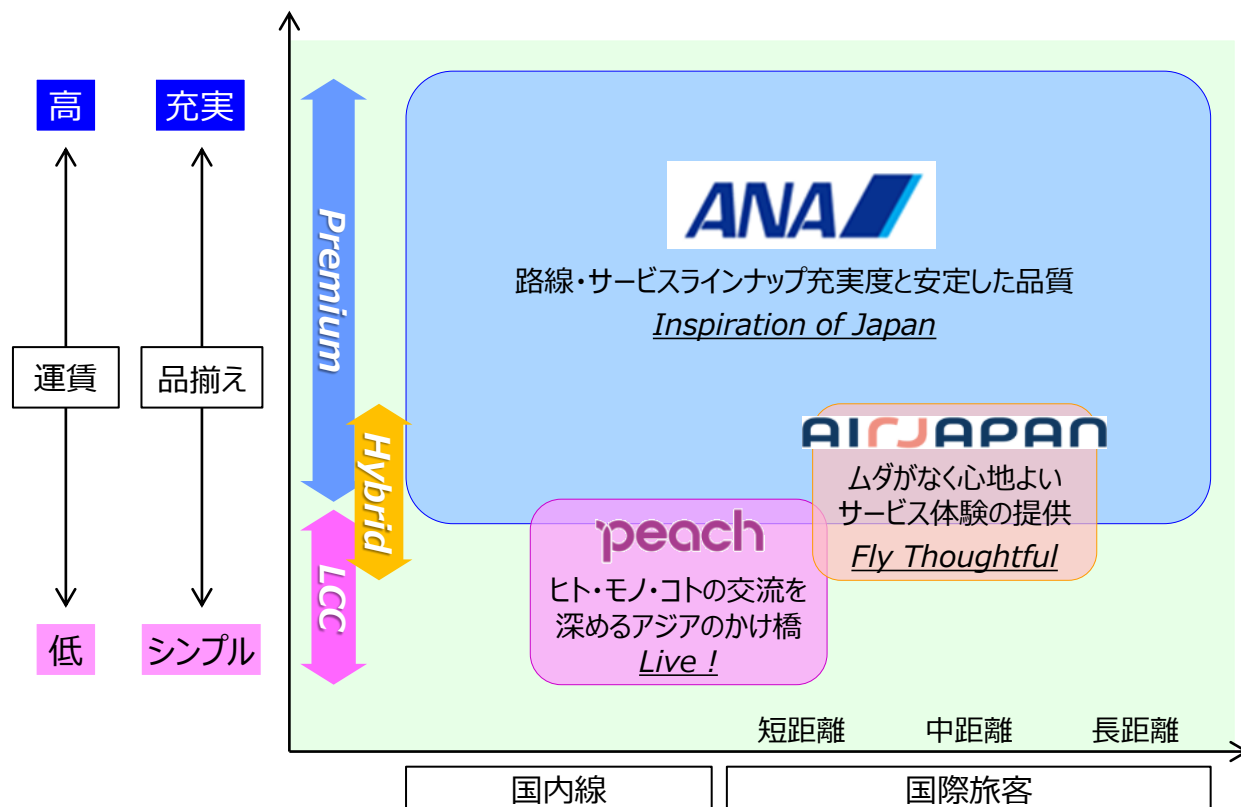 高
充実
運賃
品揃え
低
シンプル
Premium
Hybrid
LCC
ANA
路線・サービスラインナップ充実度と安定した品質
Inspiration of Japan
AIRJAPAN
ムダがなく心地よい
サービス体験の提供
Fly Thoughtful
peach
ヒト・モノ・コトの交流を
深めるアジアのかけ橋
Live !
短距離
中距離
長距離
国内線
国際旅客